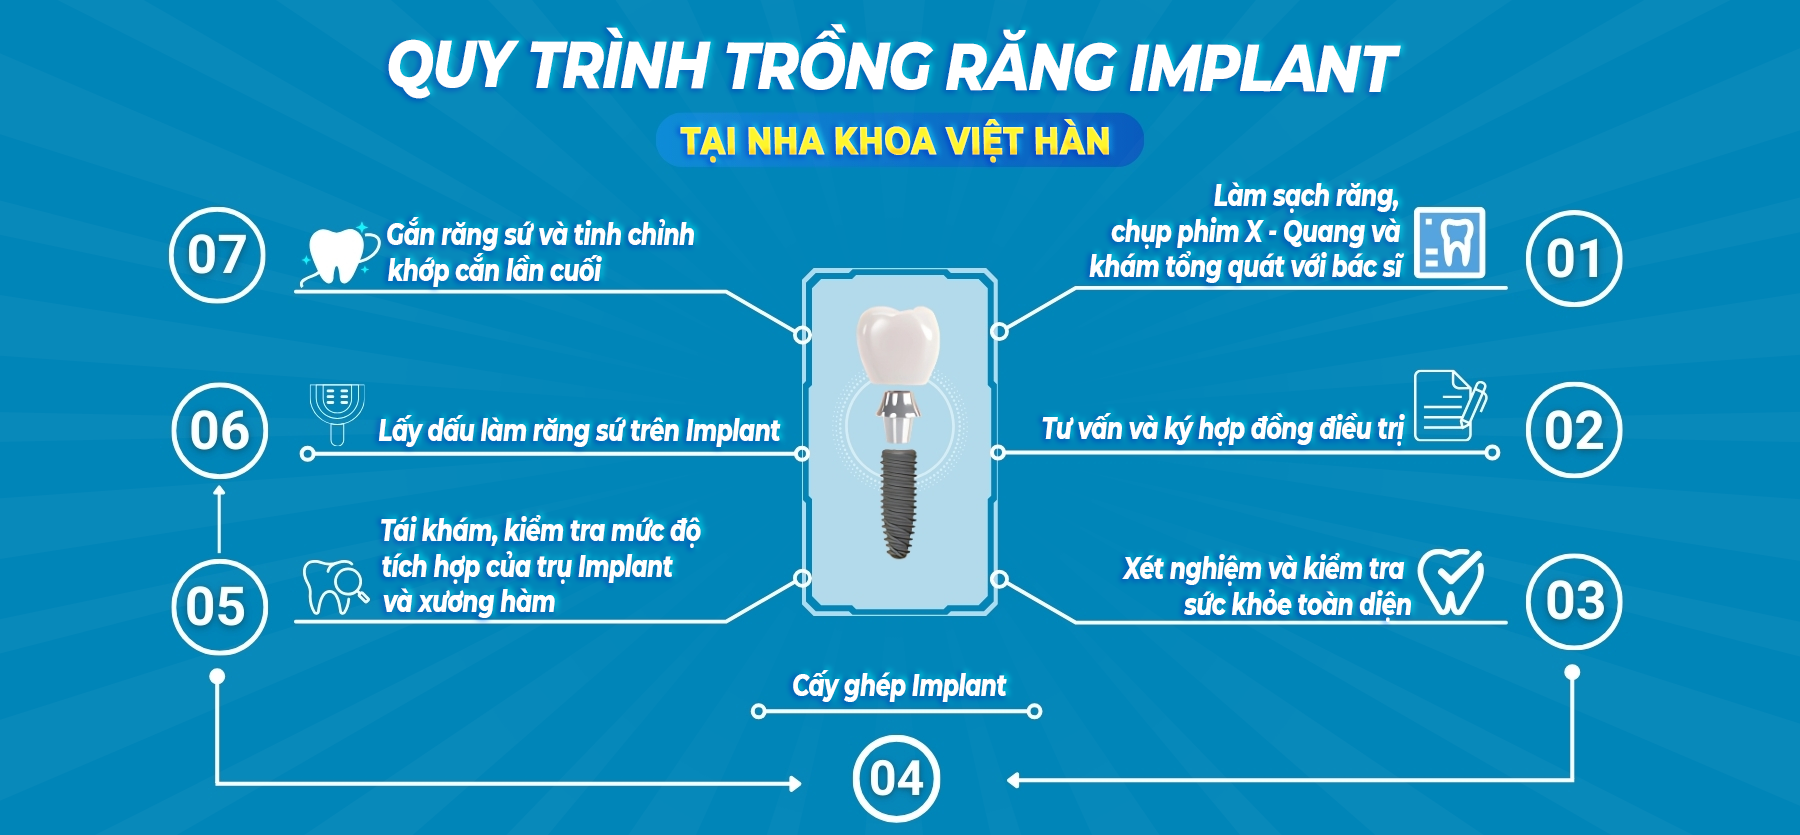 QUY TRÌNH TRỒNG RĂNG IMPLANT
TẠI NHA KHOA VIỆT HÀN
01
Làm sạch răng,
chụp phim X - Quang và
khám tổng quát với bác sĩ
02
Tư vấn và ký hợp đồng điều trị
03
Xét nghiệm và kiểm tra
sức khỏe toàn diện
04
Cấy ghép Implant
05
Tái khám, kiểm tra mức độ
tích hợp của trụ Implant
và xương hàm
06
Lấy dấu làm răng sứ trên Implant
07
Gắn răng sứ và tinh chỉnh
khớp cắn lần cuối